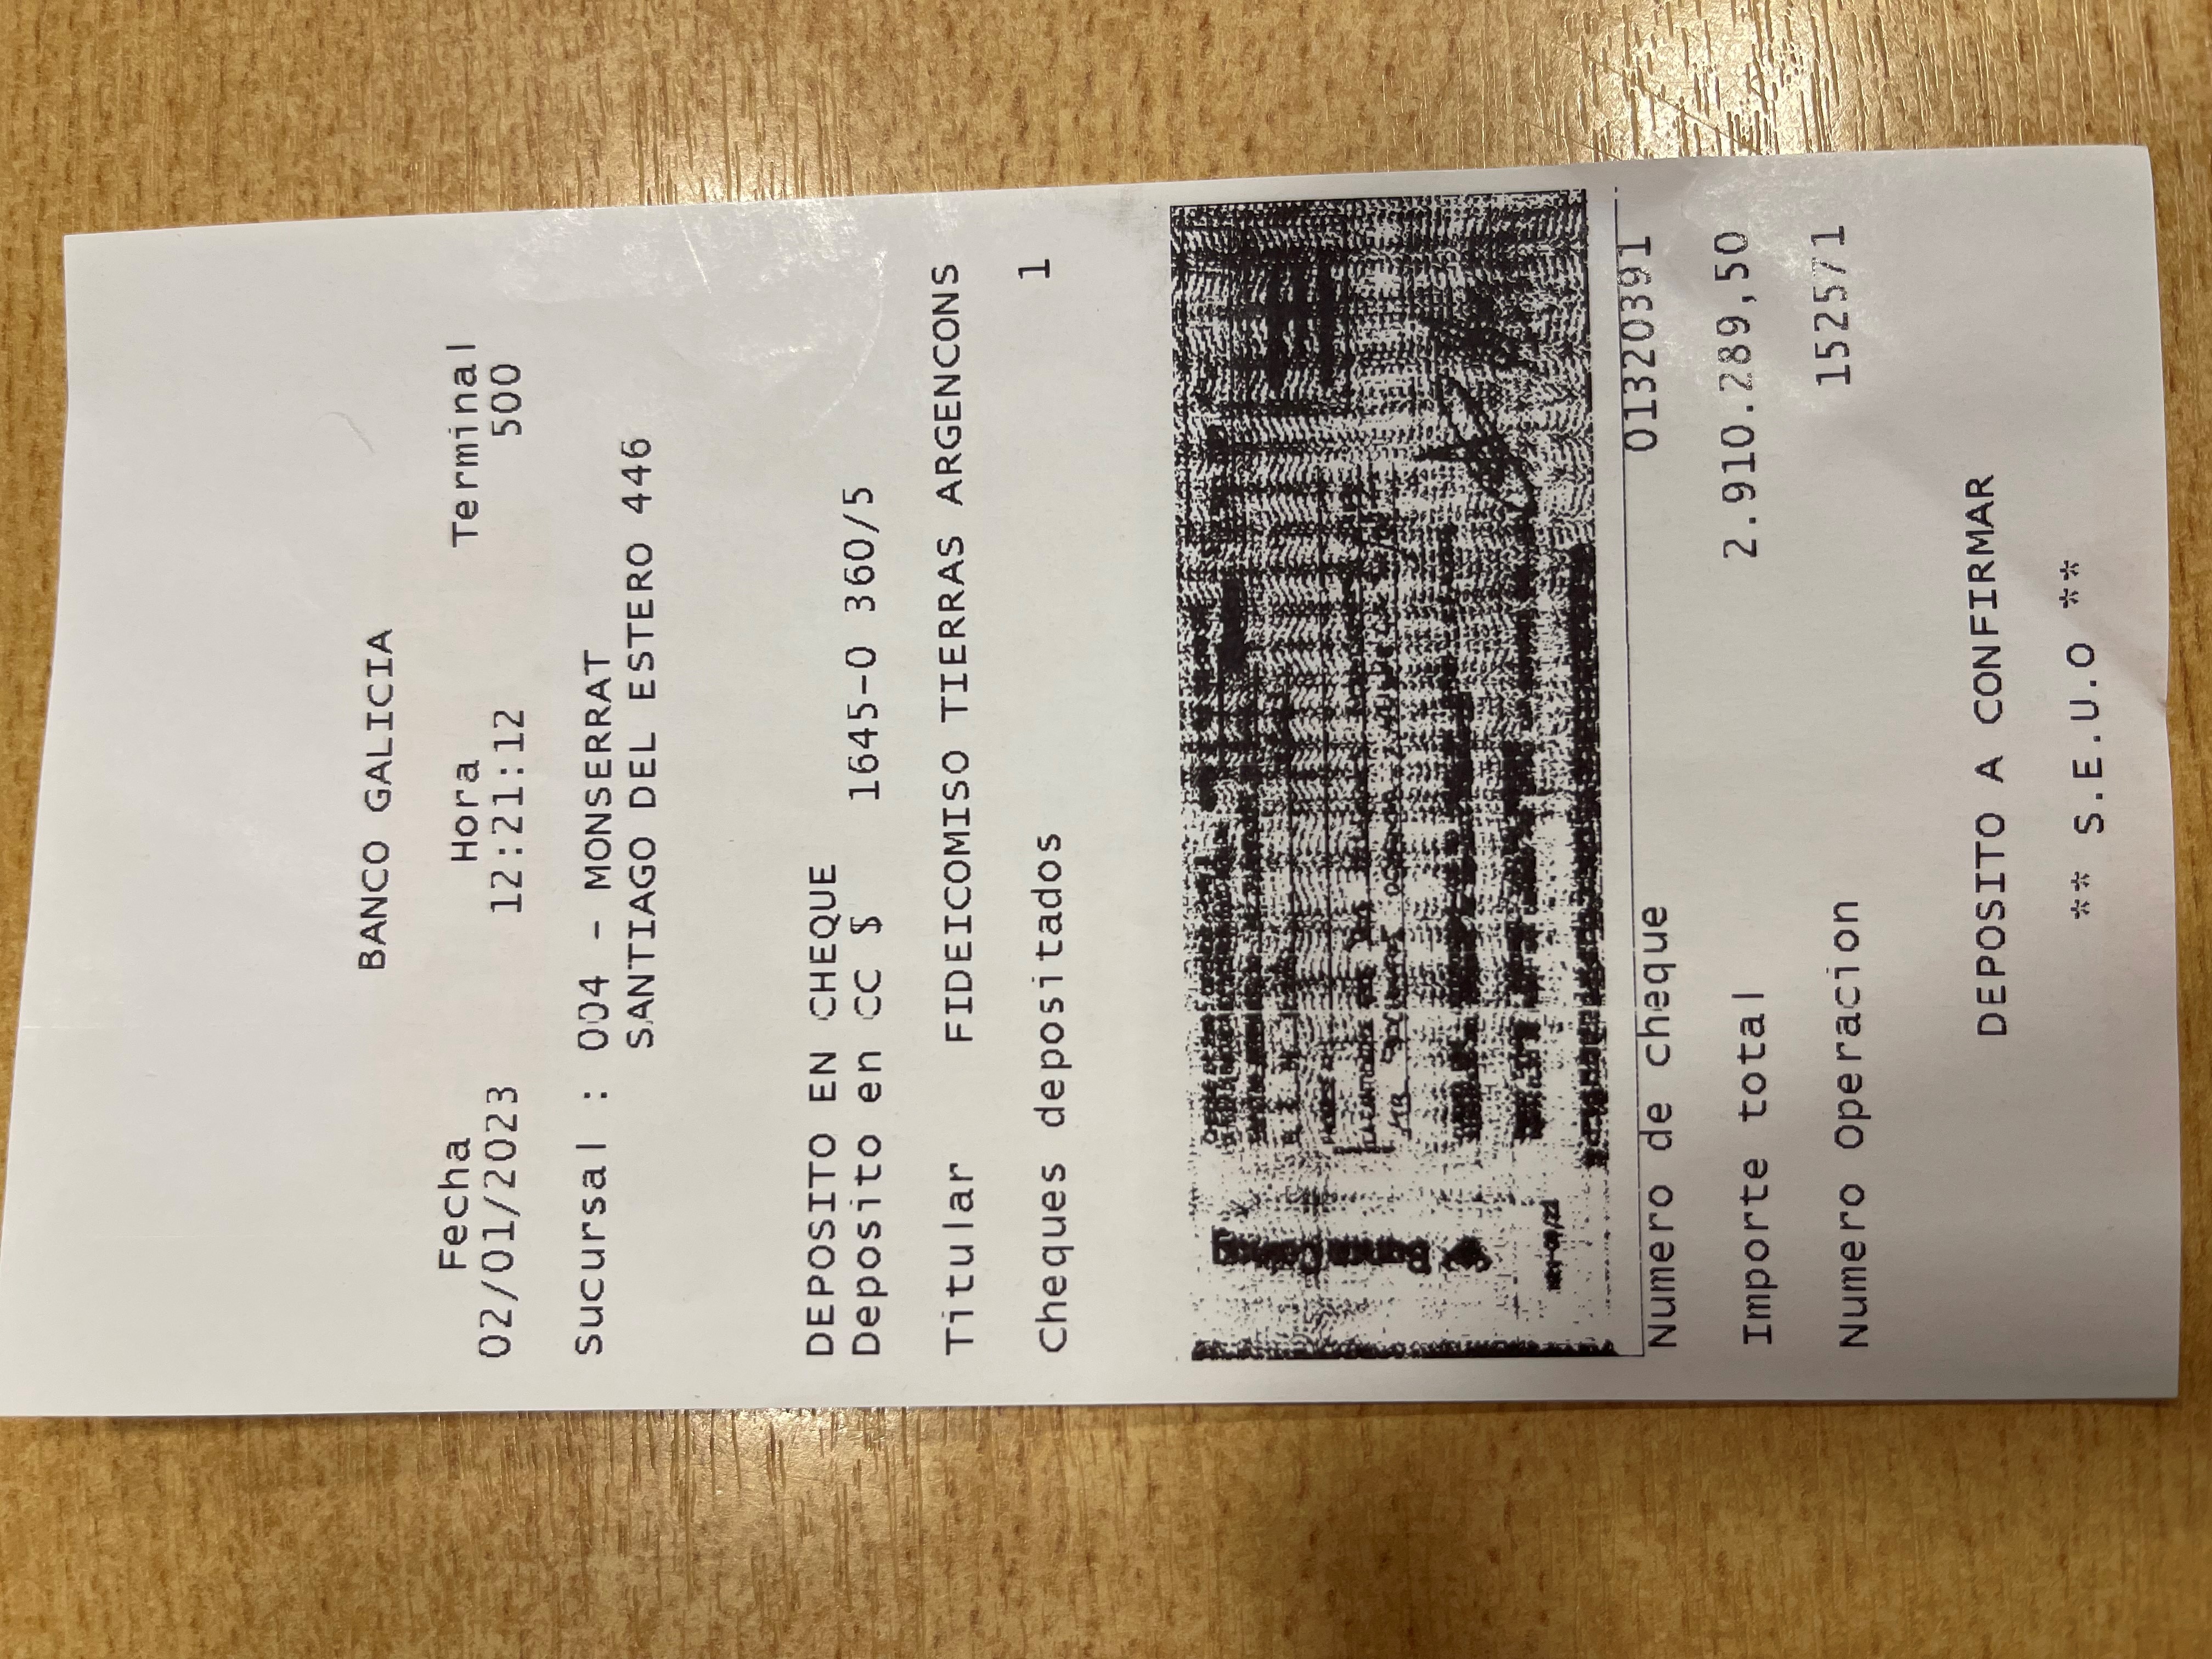 BANCO GALICIA
Fecha Hora Terminal
02/01/2023 12:21:12 500
Sucursal : 004 - MONSERRAT
SANTIAGO DEL ESTERO 446
DEPOSITO EN CHEQUE
Deposito en CC $ 1645-0 360/5
Titular FIDEICOMISO TIERRAS ARGENCONS
Cheques depositados 1
Numero de cheque 01320391
Importe total 2.910.289,50
Numero operacion 152571
DEPOSITO A CONFIRMAR
** S.E.U.O **